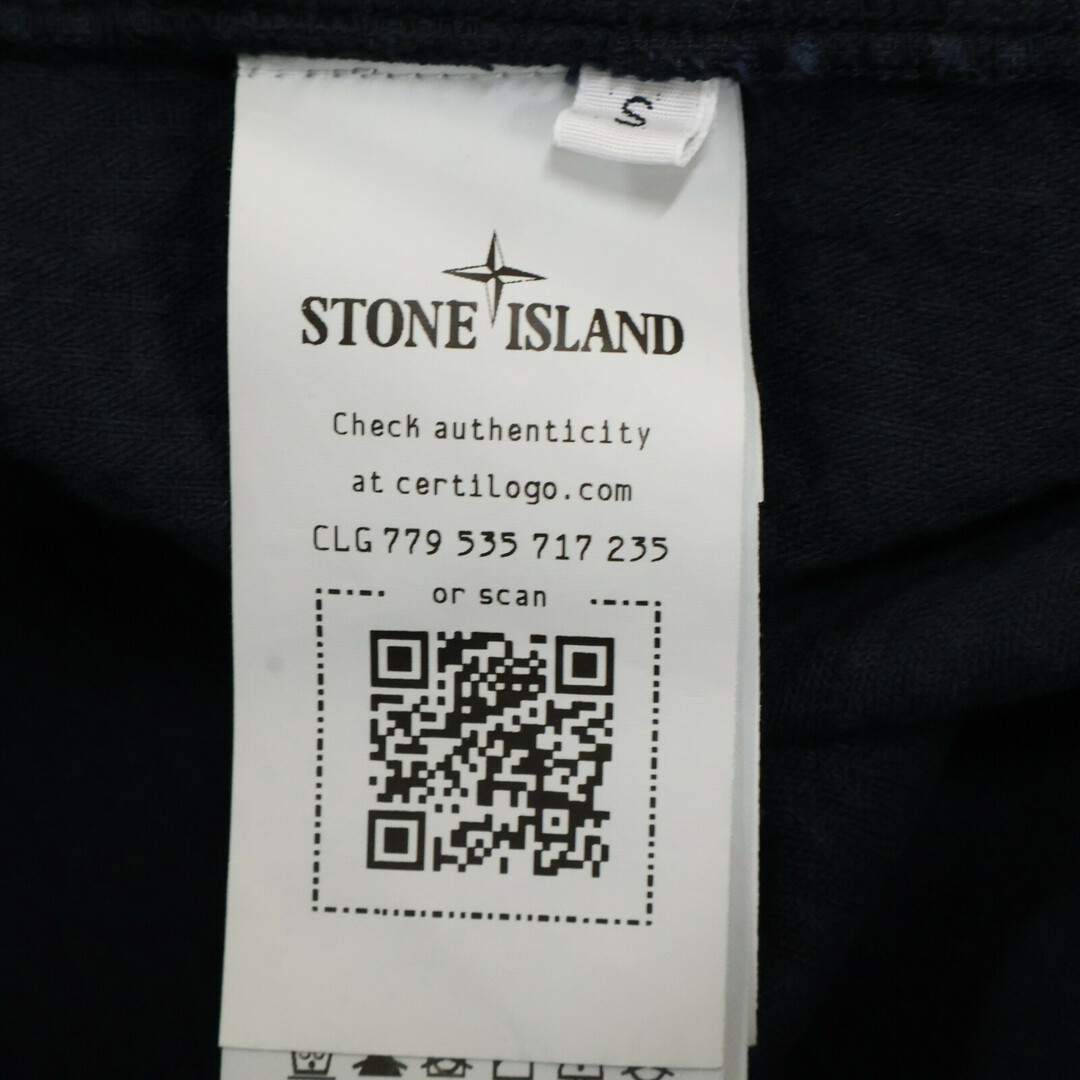 S
STONE ISLAND
Check authenticity
at certilogo.com
CLG 779 535 717 235
or scan